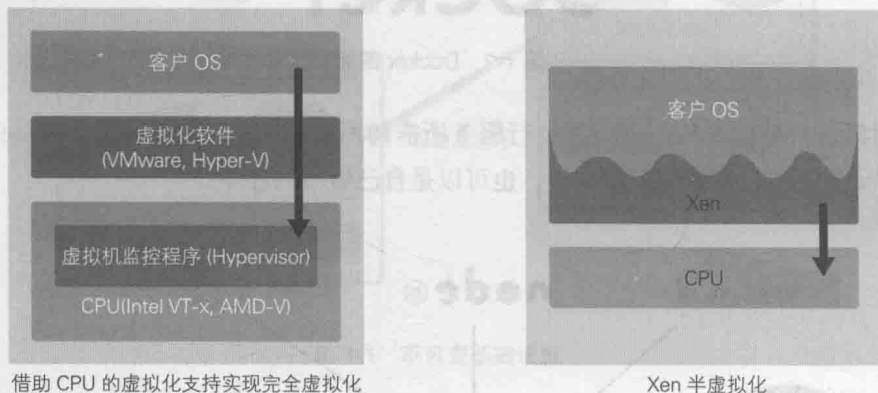 客户 OS
虚拟化软件
(VMware, Hyper-V)
虚拟机监控程序 (Hypervisor)
CPU(Intel VT-x, AMD-V)
借助 CPU 的虚拟化支持实现完全虚拟化
客户 OS
Xen
CPU
Xen 半虚拟化